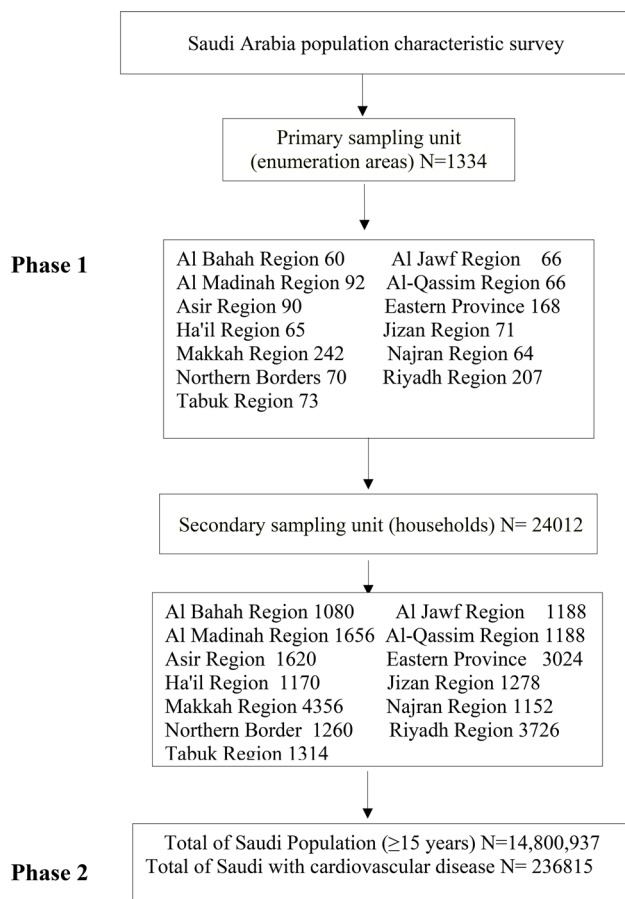 Saudi Arabia population characteristic survey
Primary sampling unit
(enumeration areas) N=1334
Phase 1
Al Bahah Region 60 Al Jawf Region 66
Al Madinah Region 92 Al-Qassim Region 66
Asir Region 90 Eastern Province 168
Ha'il Region 65 Jizan Region 71
Makkah Region 242 Najran Region 64
Northern Borders 70 Riyadh Region 207
Tabuk Region 73
Secondary sampling unit (households) N= 24012
Al Bahah Region 1080 Al Jawf Region 1188
Al Madinah Region 1656 Al-Qassim Region 1188
Asir Region 1620 Eastern Province 3024
Ha'il Region 1170 Jizan Region 1278
Makkah Region 4356 Najran Region 1152
Northern Border 1260 Riyadh Region 3726
Tabuk Region 1314
Phase 2
Total of Saudi Population (≥15 years) N=14,800,937
Total of Saudi with cardiovascular disease N= 236815